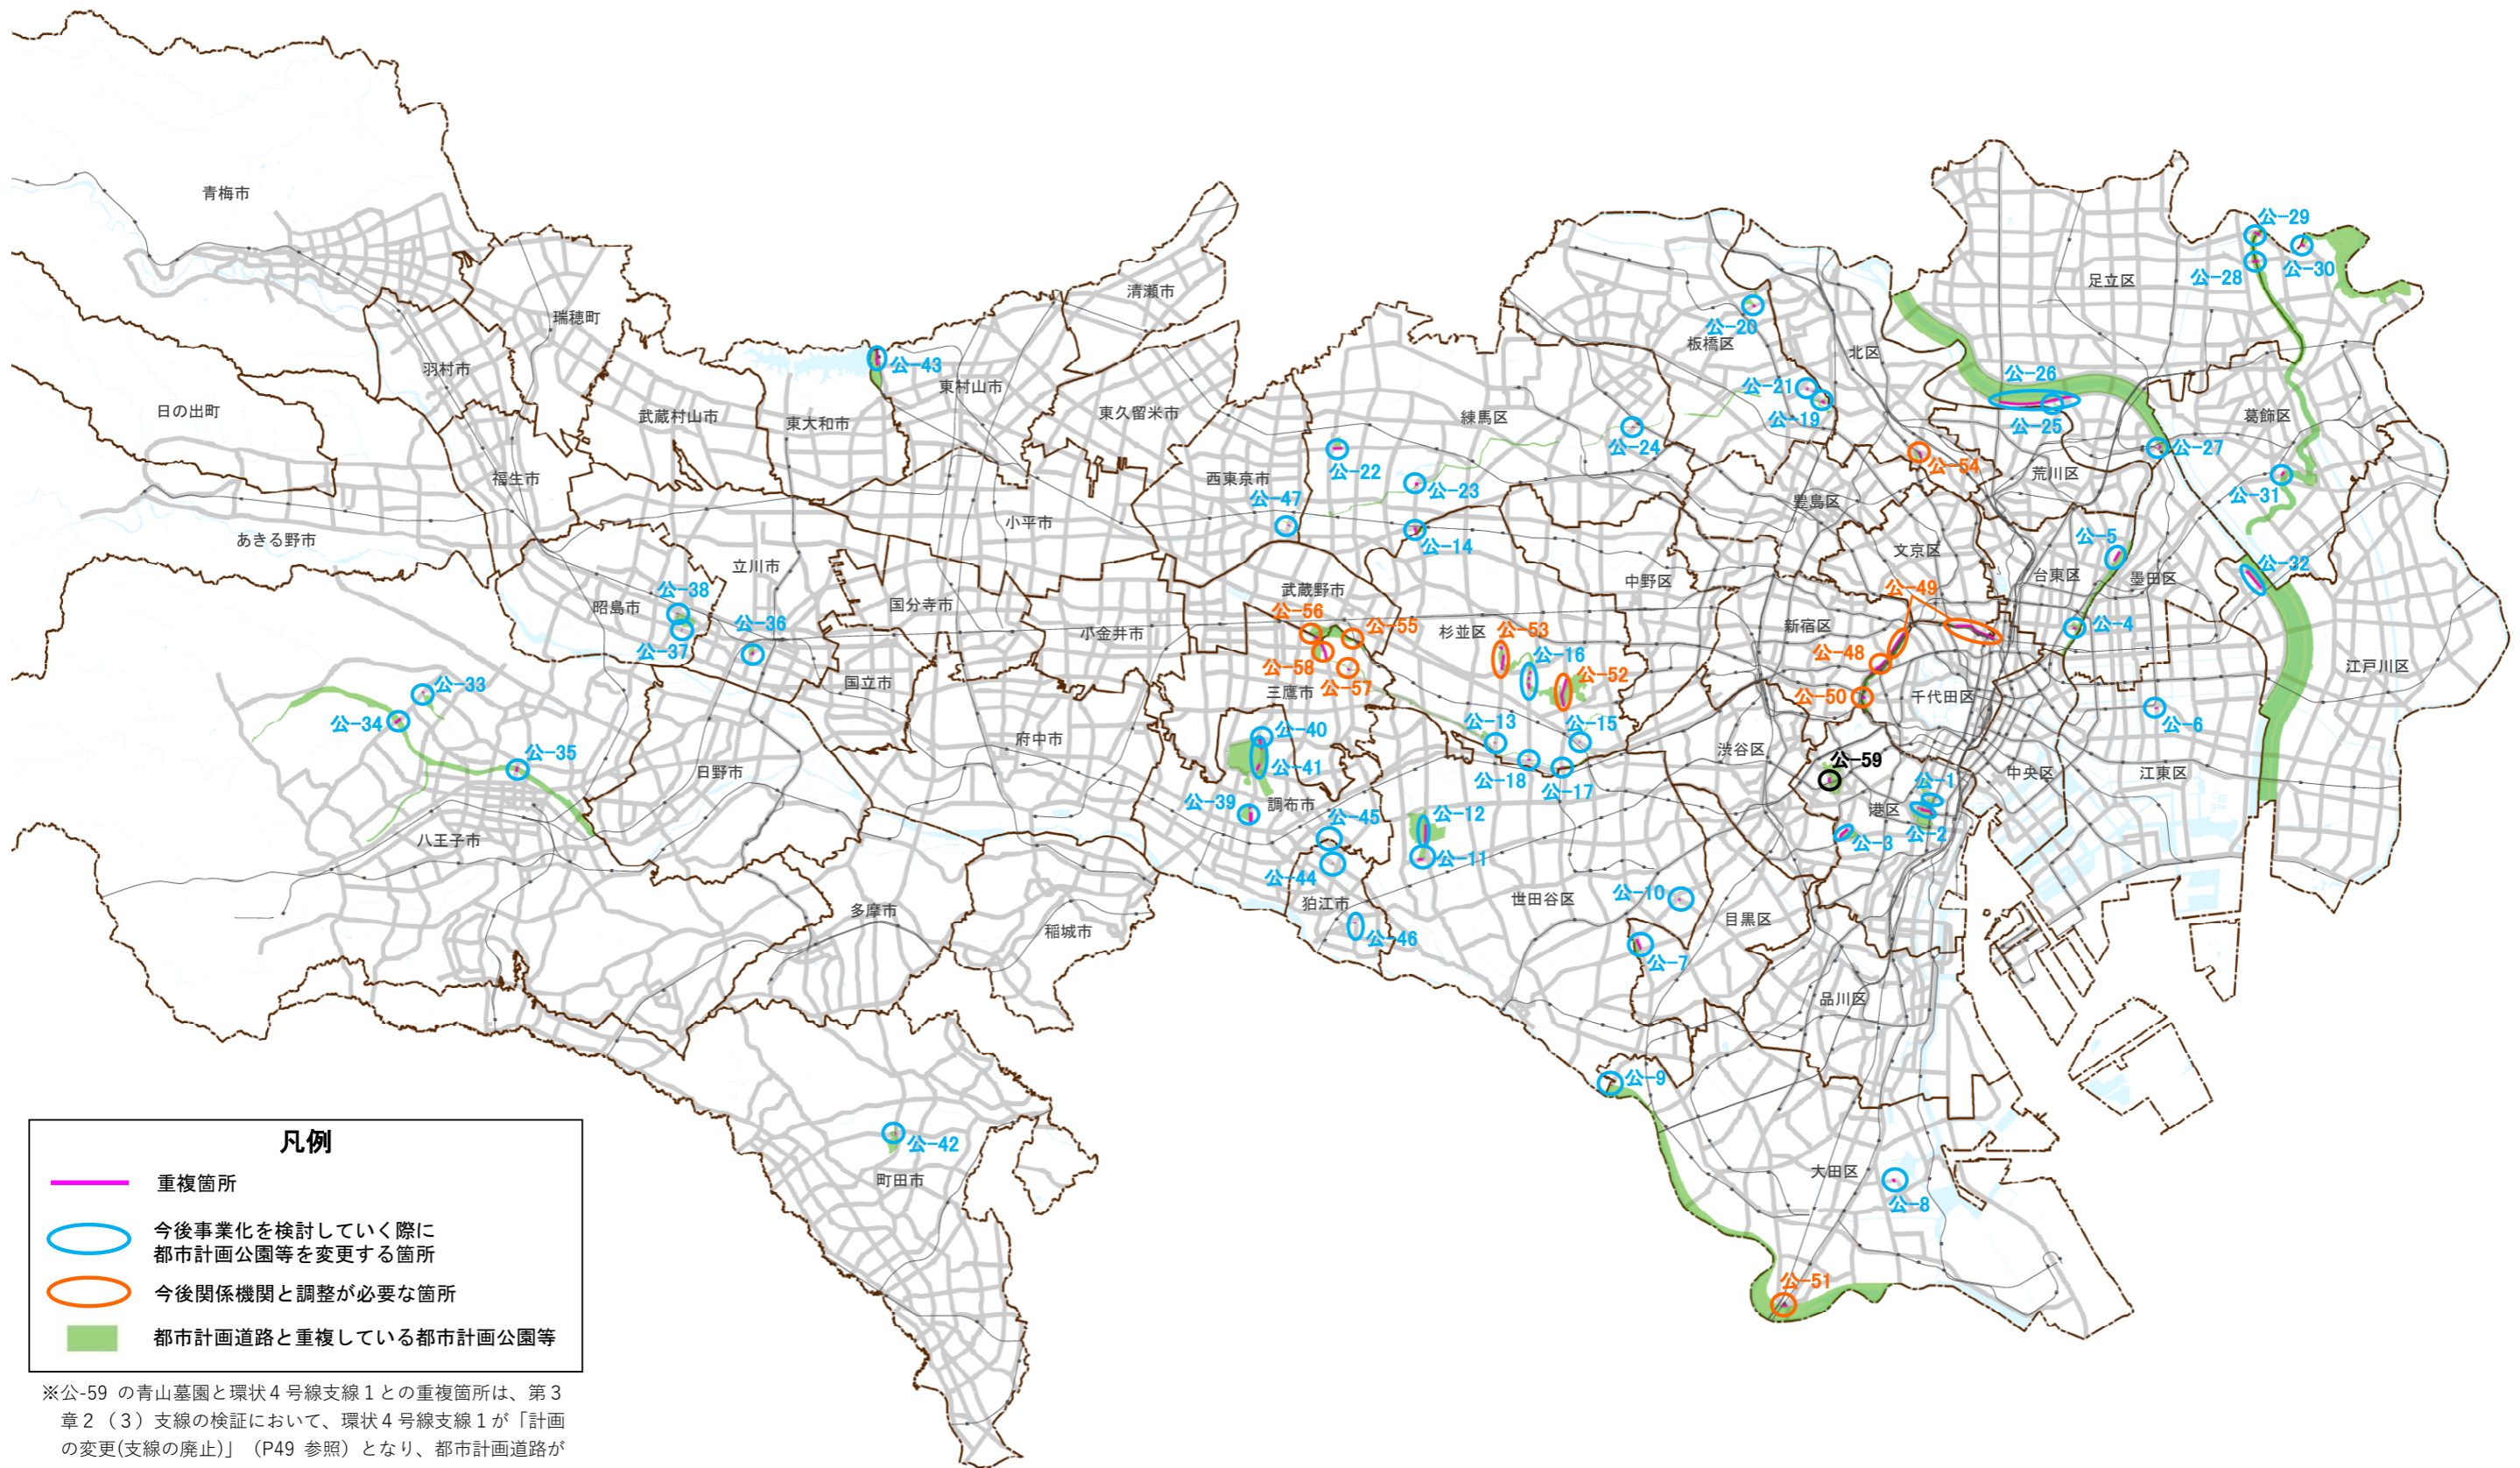 青梅市
瑞穂町
清瀬市
羽村市
日の出町
武蔵村山市
東大和市
公-43
東村山市
東久留米市
福生市
西東京市
公-47
小平市
あきる野市
立川市
国分寺市
小金井市
武蔵野市
昭島市
公-38
公-37
公-36
国立市
府中市
日野市
公-33
公-34
公-35
八王子市
多摩市
稲城市
公-42
町田市
公-56
公-55
公-58
公-57
三鷹市
公-40
公-41
公-39
調布市
公-45
公-44
狛江市
公-46
公-22
公-23
公-14
練馬区
公-24
公-20
板橋区
公-21
公-19
北区
公-54
豊島区
文京区
荒川区
足立区
公-29
公-28
公-30
公-26
公-25
公-27
葛飾区
公-31
公-5
台東区
墨田区
公-32
公-4
江戸川区
公-6
江東区
中央区
千代田区
公-49
新宿区
公-48
公-50
中野区
杉並区
公-53
公-16
公-52
公-13
公-15
公-18
公-17
渋谷区
公-59
公-1
港区
公-2
公-3
公-12
公-11
世田谷区
公-10
目黒区
公-7
品川区
公-9
大田区
公-8
公-51
凡例
重複箇所
今後事業化を検討していく際に
都市計画公園等を変更する箇所
今後関係機関と調整が必要な箇所
都市計画道路と重複している都市計画公園等
※公-59 の青山墓園と環状４号線支線１との重複箇所は、第３
章２（３）支線の検証において、環状４号線支線１が「計画
の変更(支線の廃止)」（P49 参照）となり、都市計画道路が